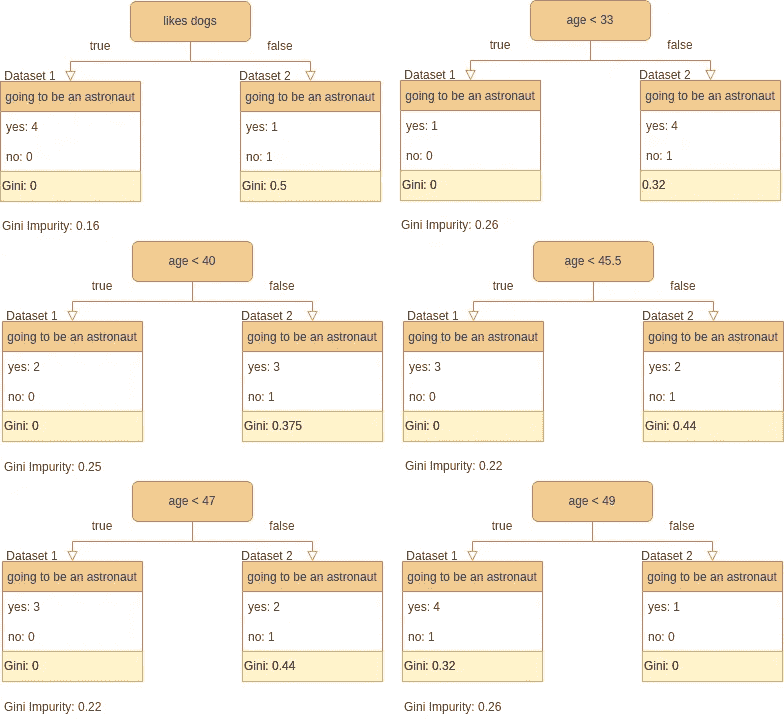 likes dogs
true
false
Dataset 1
Dataset 2
going to be an astronaut
going to be an astronaut
yes: 4
yes: 1
no: 0
no: 1
Gini: 0
Gini: 0.5
Gini Impurity: 0.16
age < 33
true
false
Dataset 1
Dataset 2
going to be an astronaut
going to be an astronaut
yes: 1
yes: 4
no: 0
no: 1
Gini: 0
0.32
Gini Impurity: 0.26
age < 40
true
false
Dataset 1
Dataset 2
going to be an astronaut
going to be an astronaut
yes: 2
yes: 3
no: 0
no: 1
Gini: 0
Gini: 0.375
Gini Impurity: 0.25
age < 45.5
true
false
Dataset 1
Dataset 2
going to be an astronaut
going to be an astronaut
yes: 3
yes: 2
no: 0
no: 1
Gini: 0
Gini: 0.44
Gini Impurity: 0.22
age < 47
true
false
Dataset 1
Dataset 2
going to be an astronaut
going to be an astronaut
yes: 3
yes: 2
no: 0
no: 1
Gini: 0
Gini: 0.44
Gini Impurity: 0.22
age < 49
true
false
Dataset 1
Dataset 2
going to be an astronaut
going to be an astronaut
yes: 4
yes: 1
no: 1
no: 0
Gini: 0.32
Gini: 0
Gini Impurity: 0.26